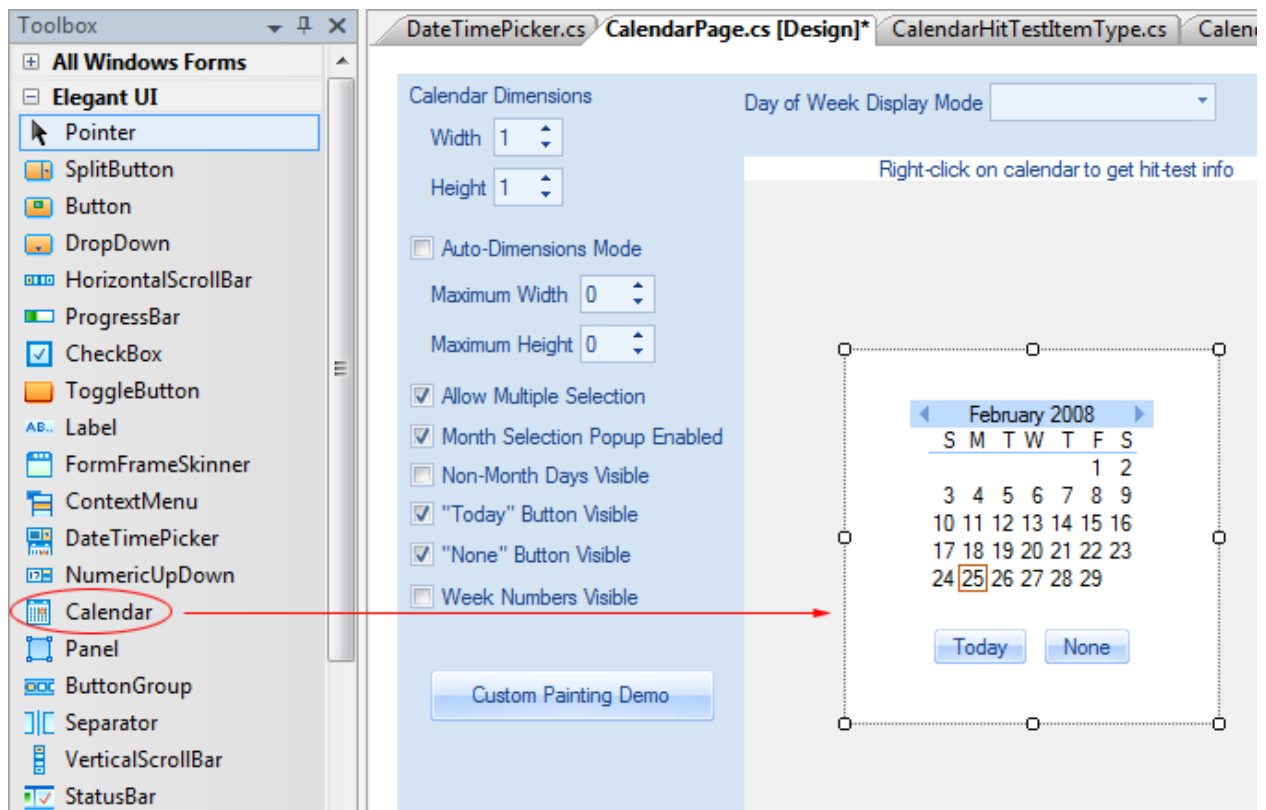 Toolbox
DateTimePicker.cs CalendarPage.cs [Design]* CalendarHitTestItemType.cs
All Windows Forms
Elegant UI
Pointer
SplitButton
Button
DropDown
HorizontalScrollBar
ProgressBar
CheckBox
ToggleButton
AB.. Label
FormFrameSkinner
ContextMenu
DateTimePicker
NumericUpDown
Calendar
Panel
ButtonGroup
Separator
VerticalScrollBar
StatusBar
Calendar Dimensions
Width 1
Height 1
Auto-Dimensions Mode
Maximum Width 0
Maximum Height 0
Allow Multiple Selection
Month Selection Popup Enabled
Non-Month Days Visible
"Today" Button Visible
"None" Button Visible
Week Numbers Visible
Custom Painting Demo
Day of Week Display Mode
Right-click on calendar to get hit-test info
February 2008
S M T W T F S
1 2
3 4 5 6 7 8 9
10 11 12 13 14 15 16
17 18 19 20 21 22 23
24 25 26 27 28 29
Today None